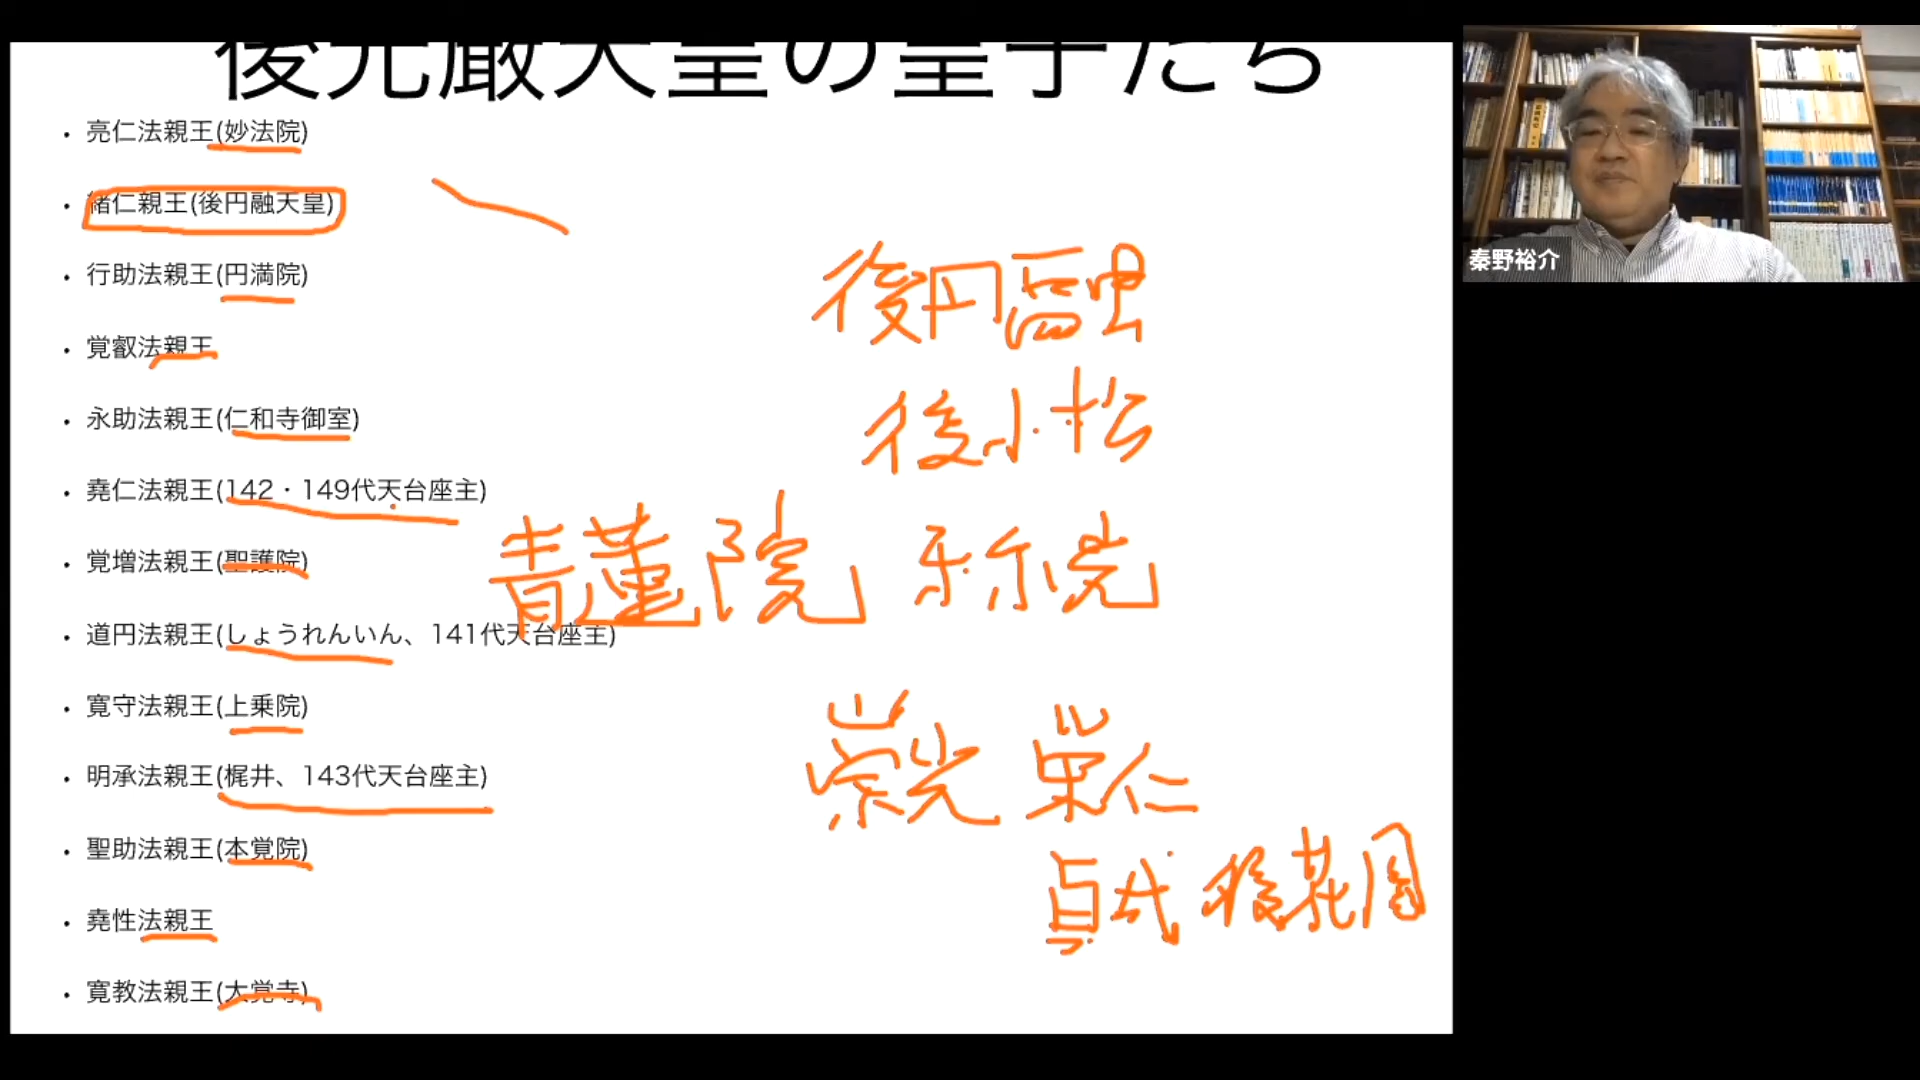 後光厳天皇の皇子たち
・亮仁法親王(妙法院)
・緒仁親王(後円融天皇)
・行助法親王(円満院)
・覚叡法親王
・永助法親王(仁和寺御室)
・堯仁法親王(142・149代天台座主)
・覚増法親王(聖護院)
・道円法親王(しょうれんいん、141代天台座主)
・寛守法親王(上乗院)
・明承法親王(梶井、143代天台座主)
・聖助法親王(本覚院)
・堯性法親王
・寛教法親王(大覚寺)
後円融
後小松
青蓮院
称光
崇光 栄仁
貞成
秦野裕介